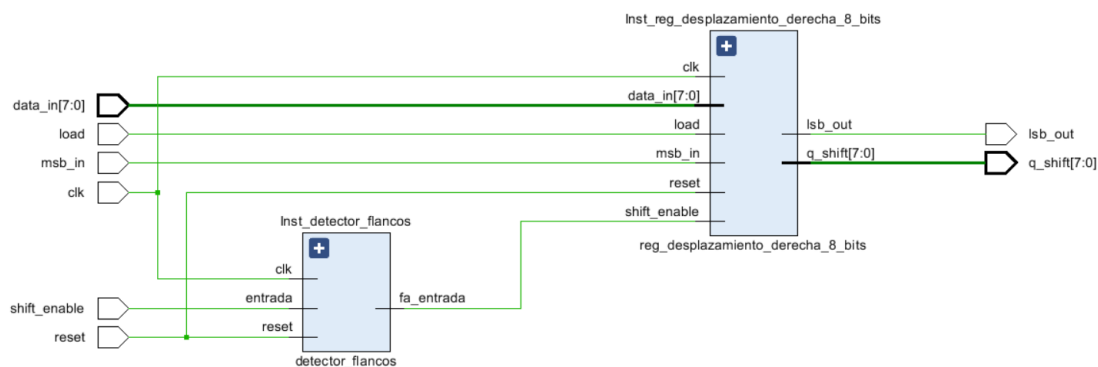 Inst_reg_desplazamiento_derecha_8_bits
clk
data_in[7:0]
data_in[7:0]
load
load
lsb_out
lsb_out
msb_in
msb_in
q_shift[7:0]
q_shift[7:0]
clk
reset
shift_enable
reg_desplazamiento_derecha_8_bits
Inst_detector_flancos
clk
shift_enable
entrada
fa_entrada
reset
reset
detector_flancos